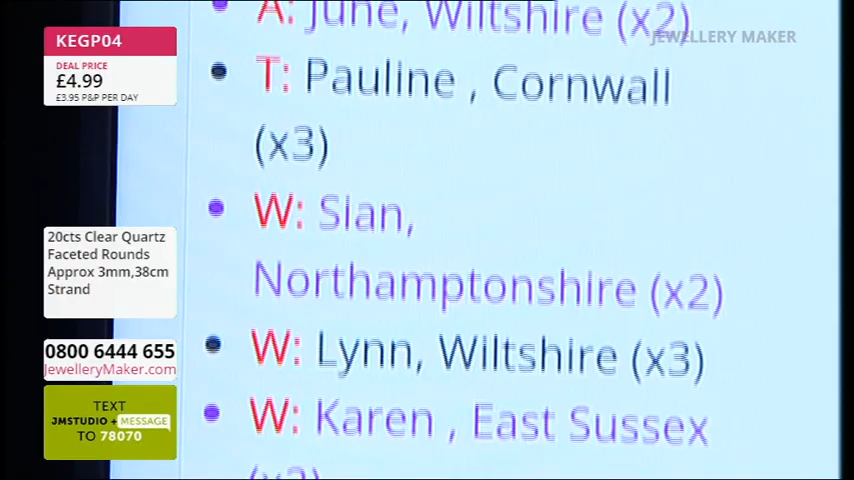 KEGP04
DEAL PRICE
£4.99
£3.95 P&P PER DAY
20cts Clear Quartz
Faceted Rounds
Approx 3mm,38cm
Strand
0800 6444 655
JewelleryMaker.com
TEXT
JMSTUDIO + MESSAGE
TO 78070
JEWELLERY MAKER
A: June, Wiltshire (x2)
T: Pauline , Cornwall
(x3)
W: Sian,
Northamptonshire (x2)
W: Lynn, Wiltshire (x3)
W: Karen , East Sussex
(x2)